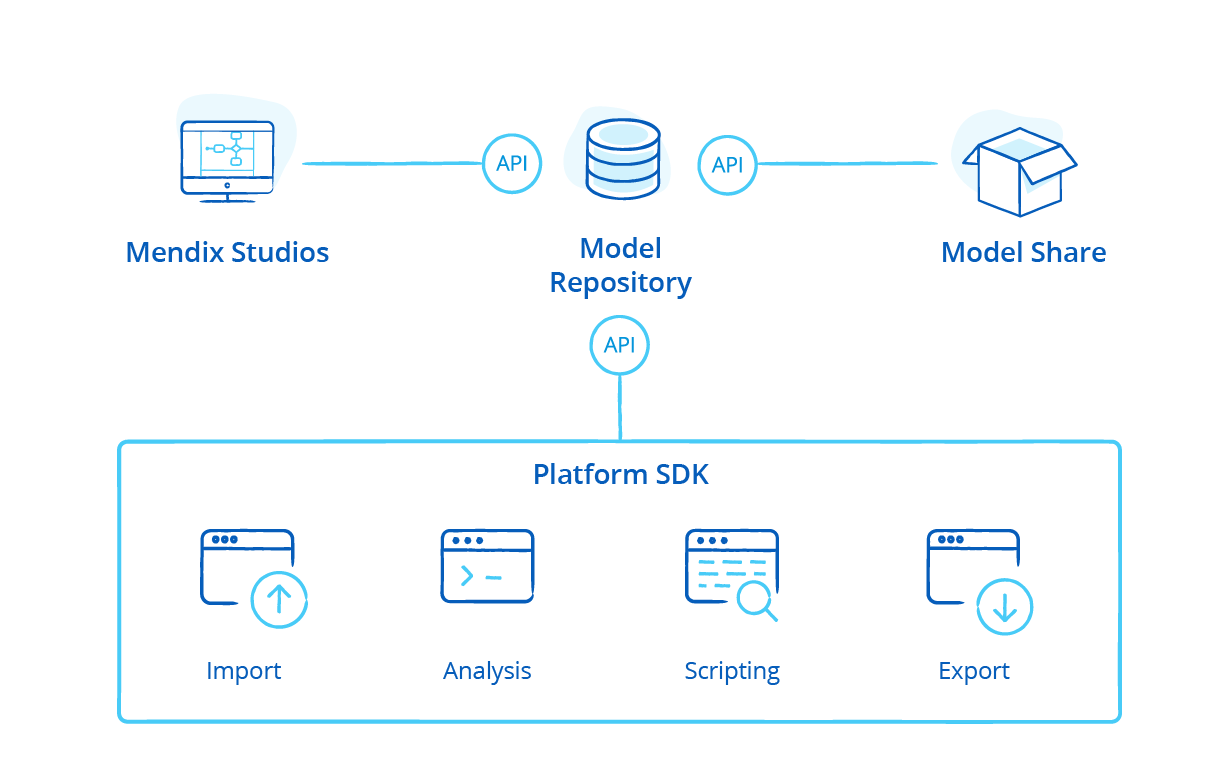 API
API
Mendix Studios
Model
Repository
Model Share
API
Platform SDK
Import
Analysis
Scripting
Export